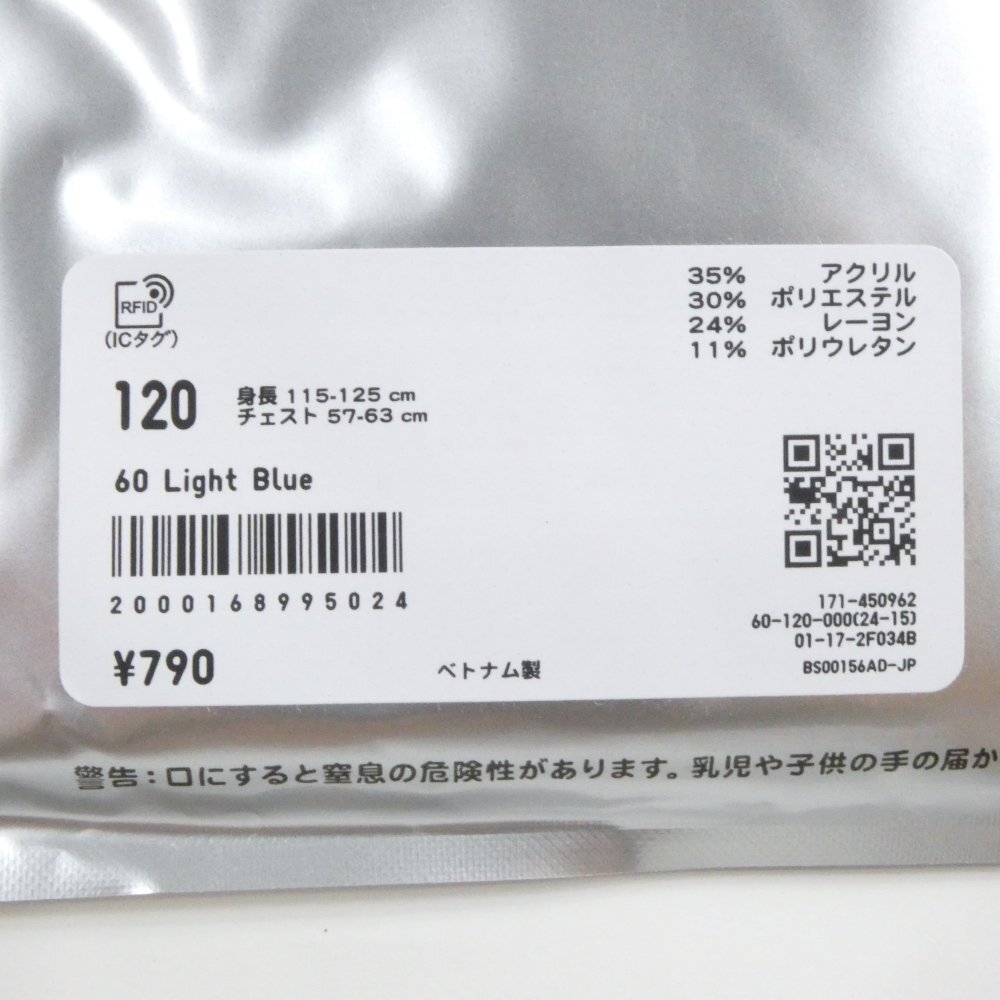 RFID
(ICタグ)
35% アクリル
30% ポリエステル
24% レーヨン
11% ポリウレタン
120
身長 115-125 cm
チェスト 57-63 cm
60 Light Blue
2000168995024
¥790
ベトナム製
171-450962
60-120-000(24-15)
01-17-2F034B
BS00156AD-JP
警告：口にすると窒息の危険性があります。乳児や子供の手の届か